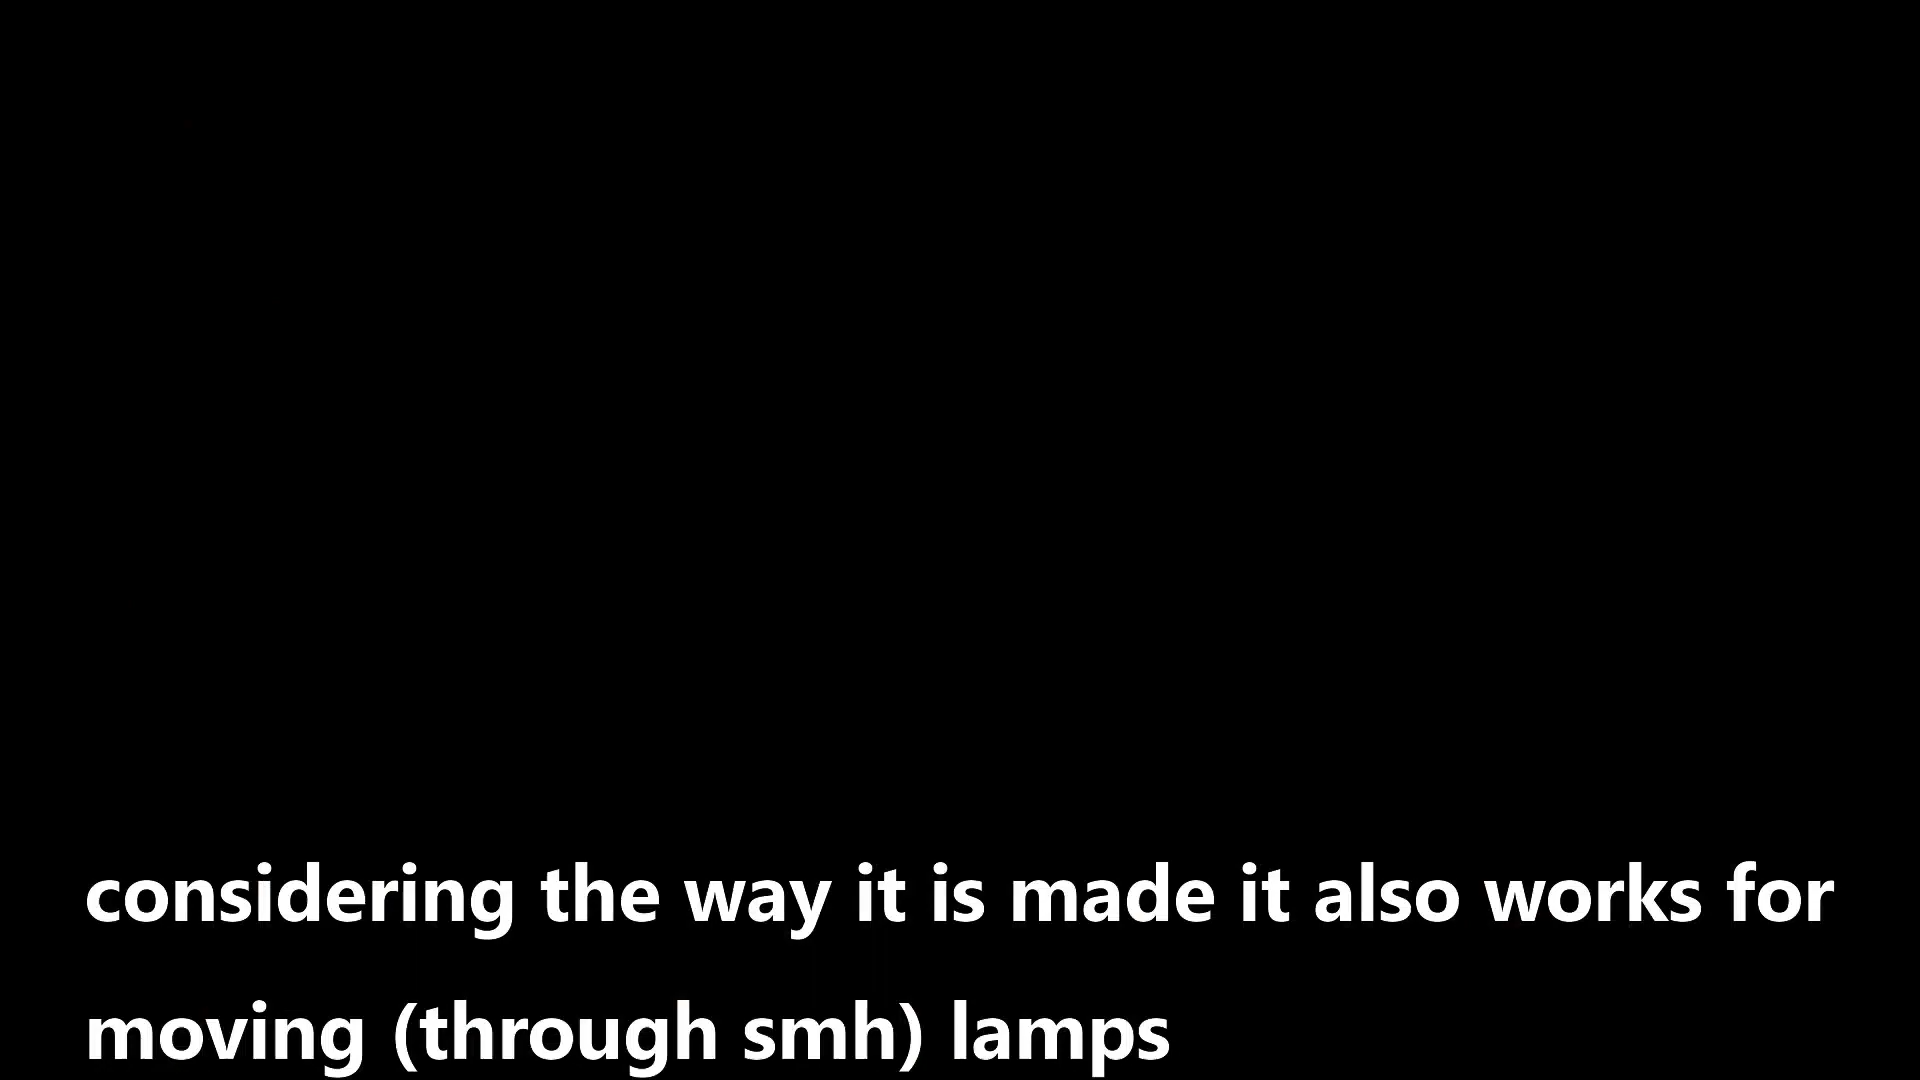 considering the way it is made it also works for
moving (through smh) lamps